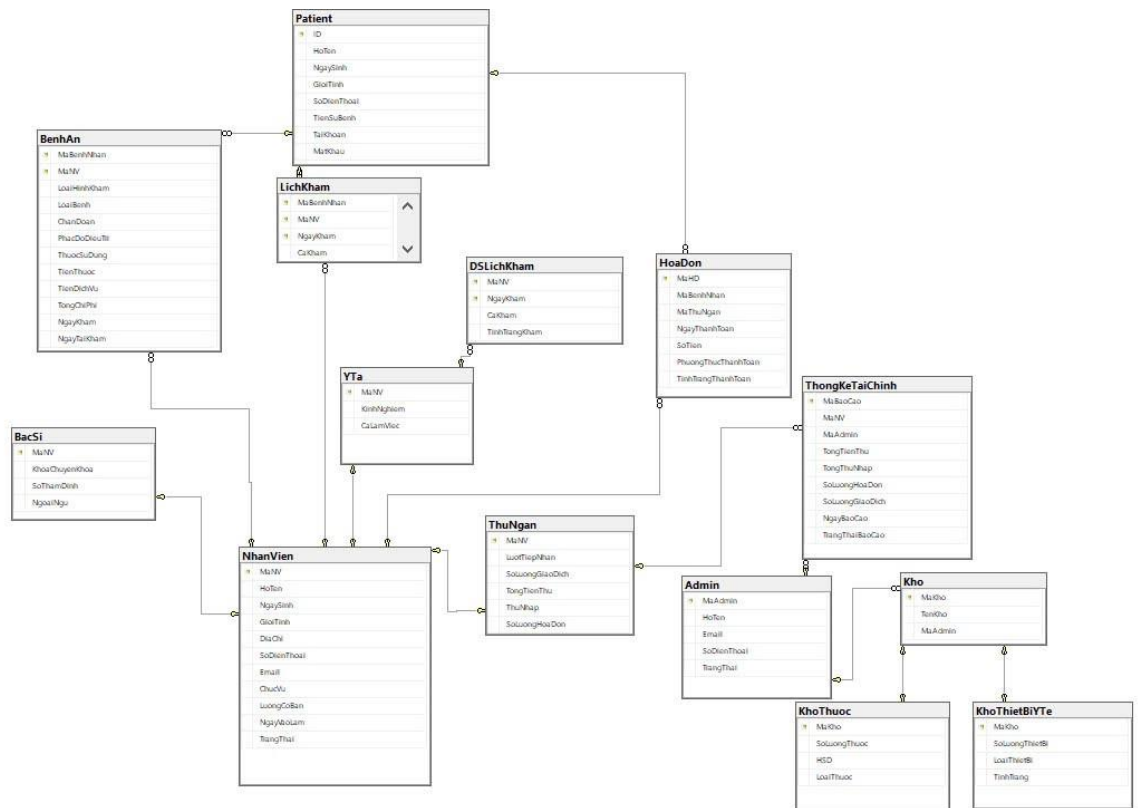 Patient
ID
HoTen
NgaySinh
GioiTinh
SoDienThoai
TienSuBenh
TaiKhoan
MatKhau
BenhAn
MaBenhNhan
MaNV
LoaiHinhKham
LoaiBenh
ChanDoan
PhacDoDieuTri
ThuocSuDung
TienThuoc
TienDichVu
TongChiPhi
NgayKham
NgayTaiKham
LichKham
MaBenhNhan
MaNV
NgayKham
CaKham
DSLichKham
MaNV
NgayKham
CaKham
TinhTrangKham
HoaDon
MaHD
MaBenhNhan
MaThuNgan
NgayThanhToan
SoTien
PhuongThucThanhToan
TinhTrangThanhToan
YTa
MaNV
KinhNghiem
CaLamViec
ThongKeTaiChinh
MaBaoCao
MaNV
MaAdmin
TongTienThu
TongThuNhap
SoLuongHoaDon
SoLuongGiaoDich
NgayBaoCao
TrangThaiBaoCao
BacSi
MaNV
KhoaChuyenKhoa
SoThamDinh
NgoaiNgu
NhanVien
MaNV
HoTen
NgaySinh
GioiTinh
DiaChi
SoDienThoai
Email
ChucVu
LuongCoBan
NgayVaoLam
TrangThai
ThuNgan
MaNV
LuotTiepNhan
SoLuongGiaoDich
TongTienThu
ThuNhap
SoLuongHoaDon
Admin
MaAdmin
HoTen
Email
SoDienThoai
TrangThai
Kho
MaKho
TenKho
MaAdmin
KhoThuoc
MaKho
SoLuongThuoc
HSD
LoaiThuoc
KhoThietBiYTe
MaKho
SoLuongThietBi
LoaiThietBi
TinhTrang